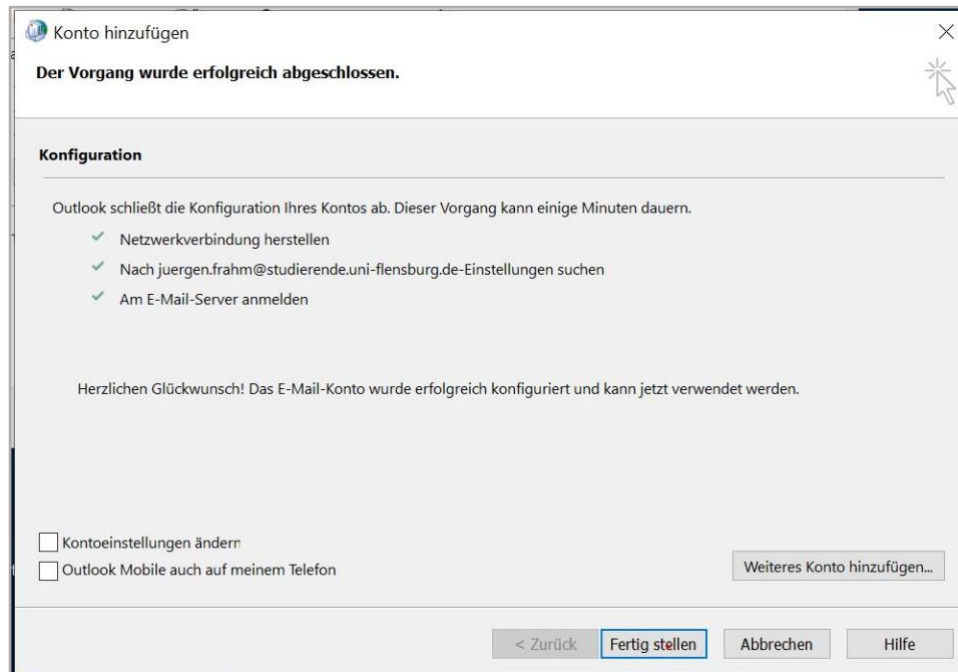 Konto hinzufügen
Der Vorgang wurde erfolgreich abgeschlossen.
Konfiguration
Outlook schließt die Konfiguration Ihres Kontos ab. Dieser Vorgang kann einige Minuten dauern.
Netzwerkverbindung herstellen
Nach juergen.frahm@studierende.uni-flensburg.de-Einstellungen suchen
Am E-Mail-Server anmelden
Herzlichen Glückwunsch! Das E-Mail-Konto wurde erfolgreich konfiguriert und kann jetzt verwendet werden.
Kontoeinstellungen ändern
Outlook Mobile auch auf meinem Telefon
Weiteres Konto hinzufügen...
< Zurück Fertig stellen Abbrechen Hilfe